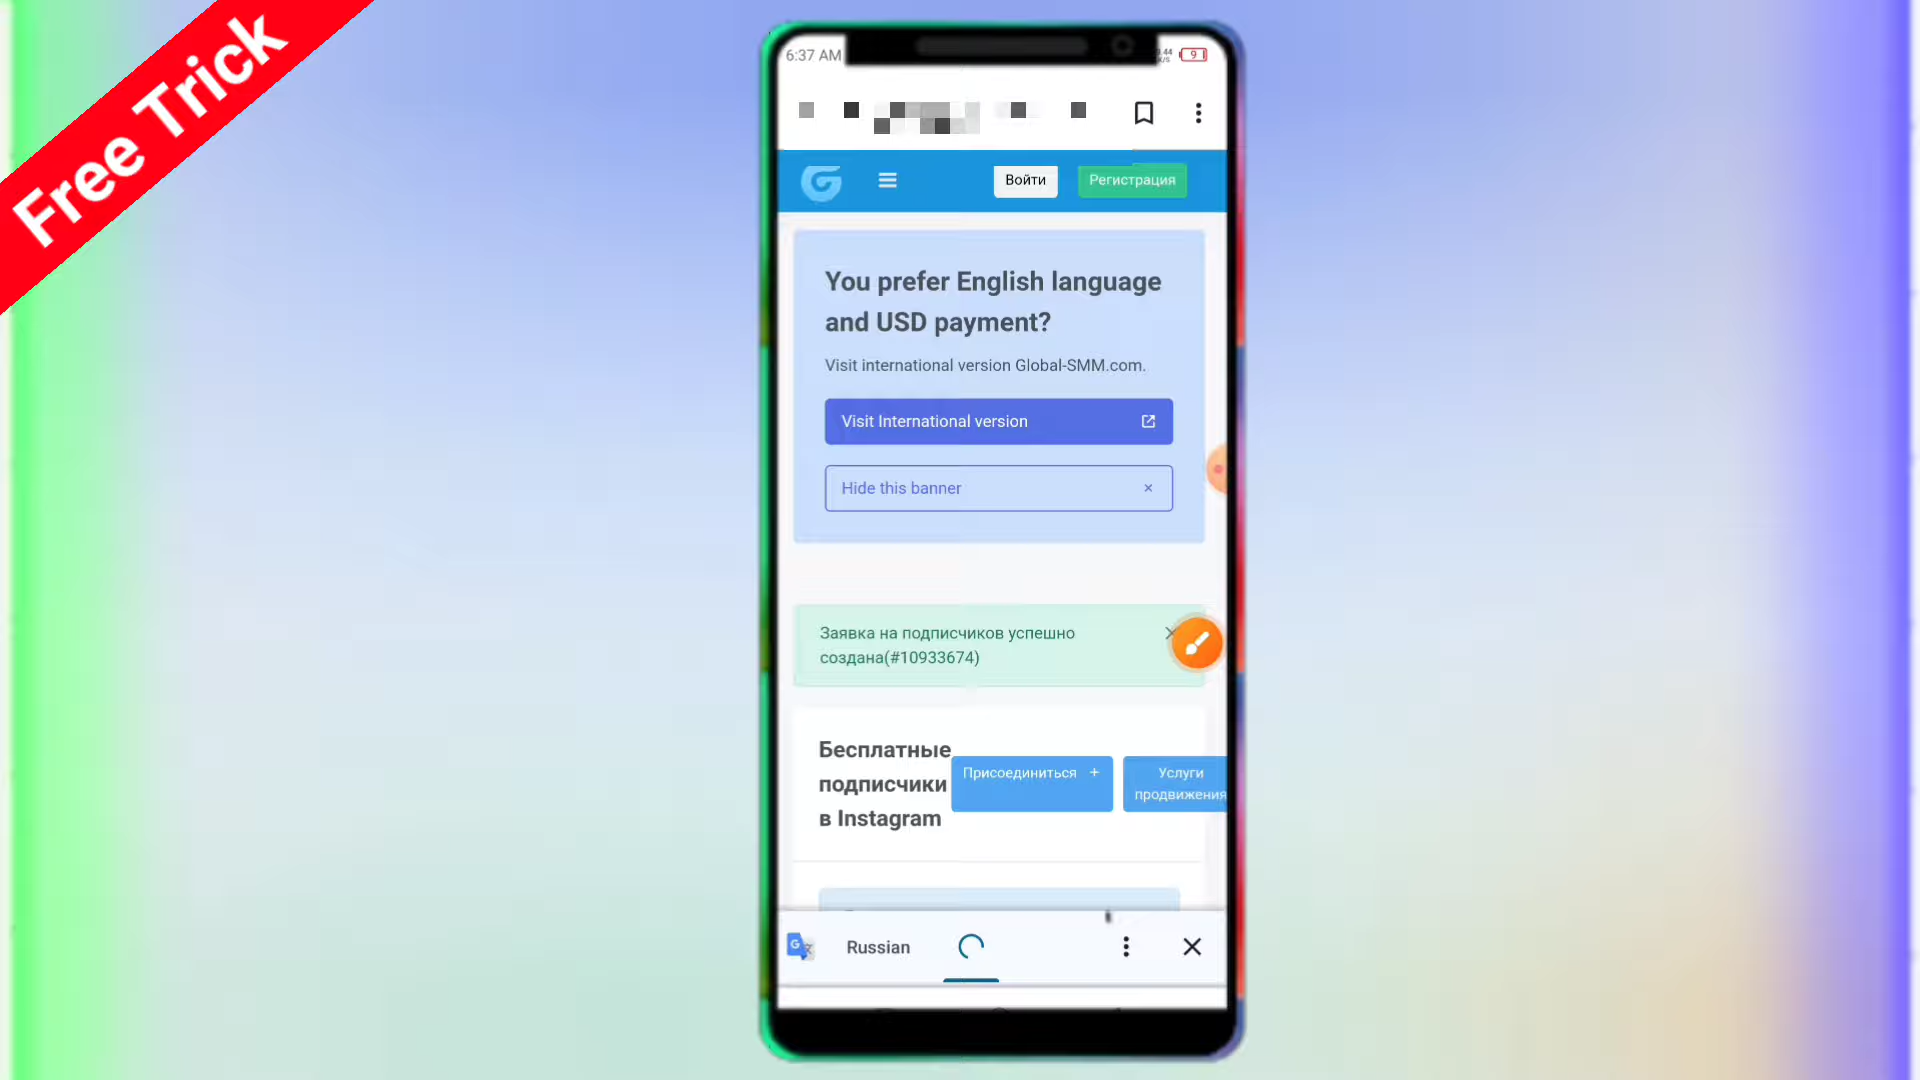 Free Trick
6:37 AM
9
Войти
Регистрация
You prefer English language
and USD payment?
Visit international version Global-SMM.com.
Visit International version
Hide this banner
Заявка на подписчиков успешно
создана(#10933674)
Бесплатные
подписчики
в Instagram
Присоединиться +
Услуги
продвижения
Russian